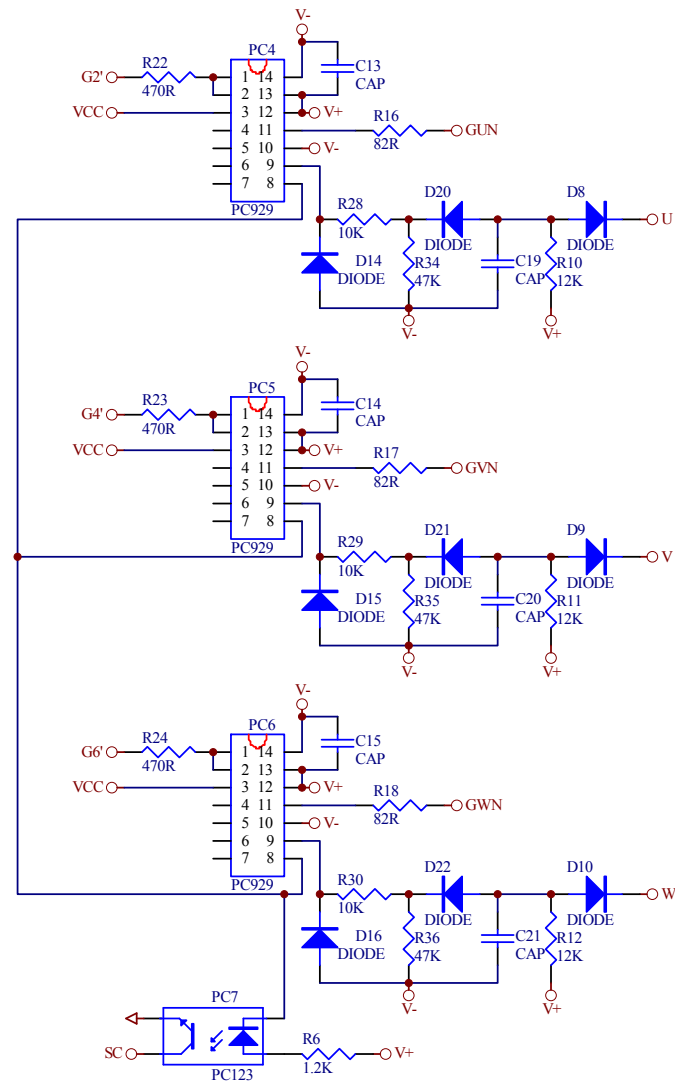 V-
PC4
C13
CAP
R22
470R
G2'
1 14
2 13
VCC
3 12
V+
4 11
R16
82R
GUN
5 10
V-
6 9
7 8
PC929
R28
10K
D20
DIODE
D8
DIODE
U
D14
DIODE
R34
47K
C19
CAP
R10
12K
V-
V+
V-
PC5
C14
CAP
R23
470R
G4'
1 14
2 13
VCC
3 12
V+
4 11
R17
82R
GVN
5 10
V-
6 9
7 8
PC929
R29
10K
D21
DIODE
D9
DIODE
V
D15
DIODE
R35
47K
C20
CAP
R11
12K
V-
V+
V-
PC6
C15
CAP
R24
470R
G6'
1 14
2 13
VCC
3 12
V+
4 11
R18
82R
GWN
5 10
V-
6 9
7 8
PC929
R30
10K
D22
DIODE
D10
DIODE
W
D16
DIODE
R36
47K
C21
CAP
R12
12K
V-
V+
PC7
SC
PC123
R6
1.2K
V+